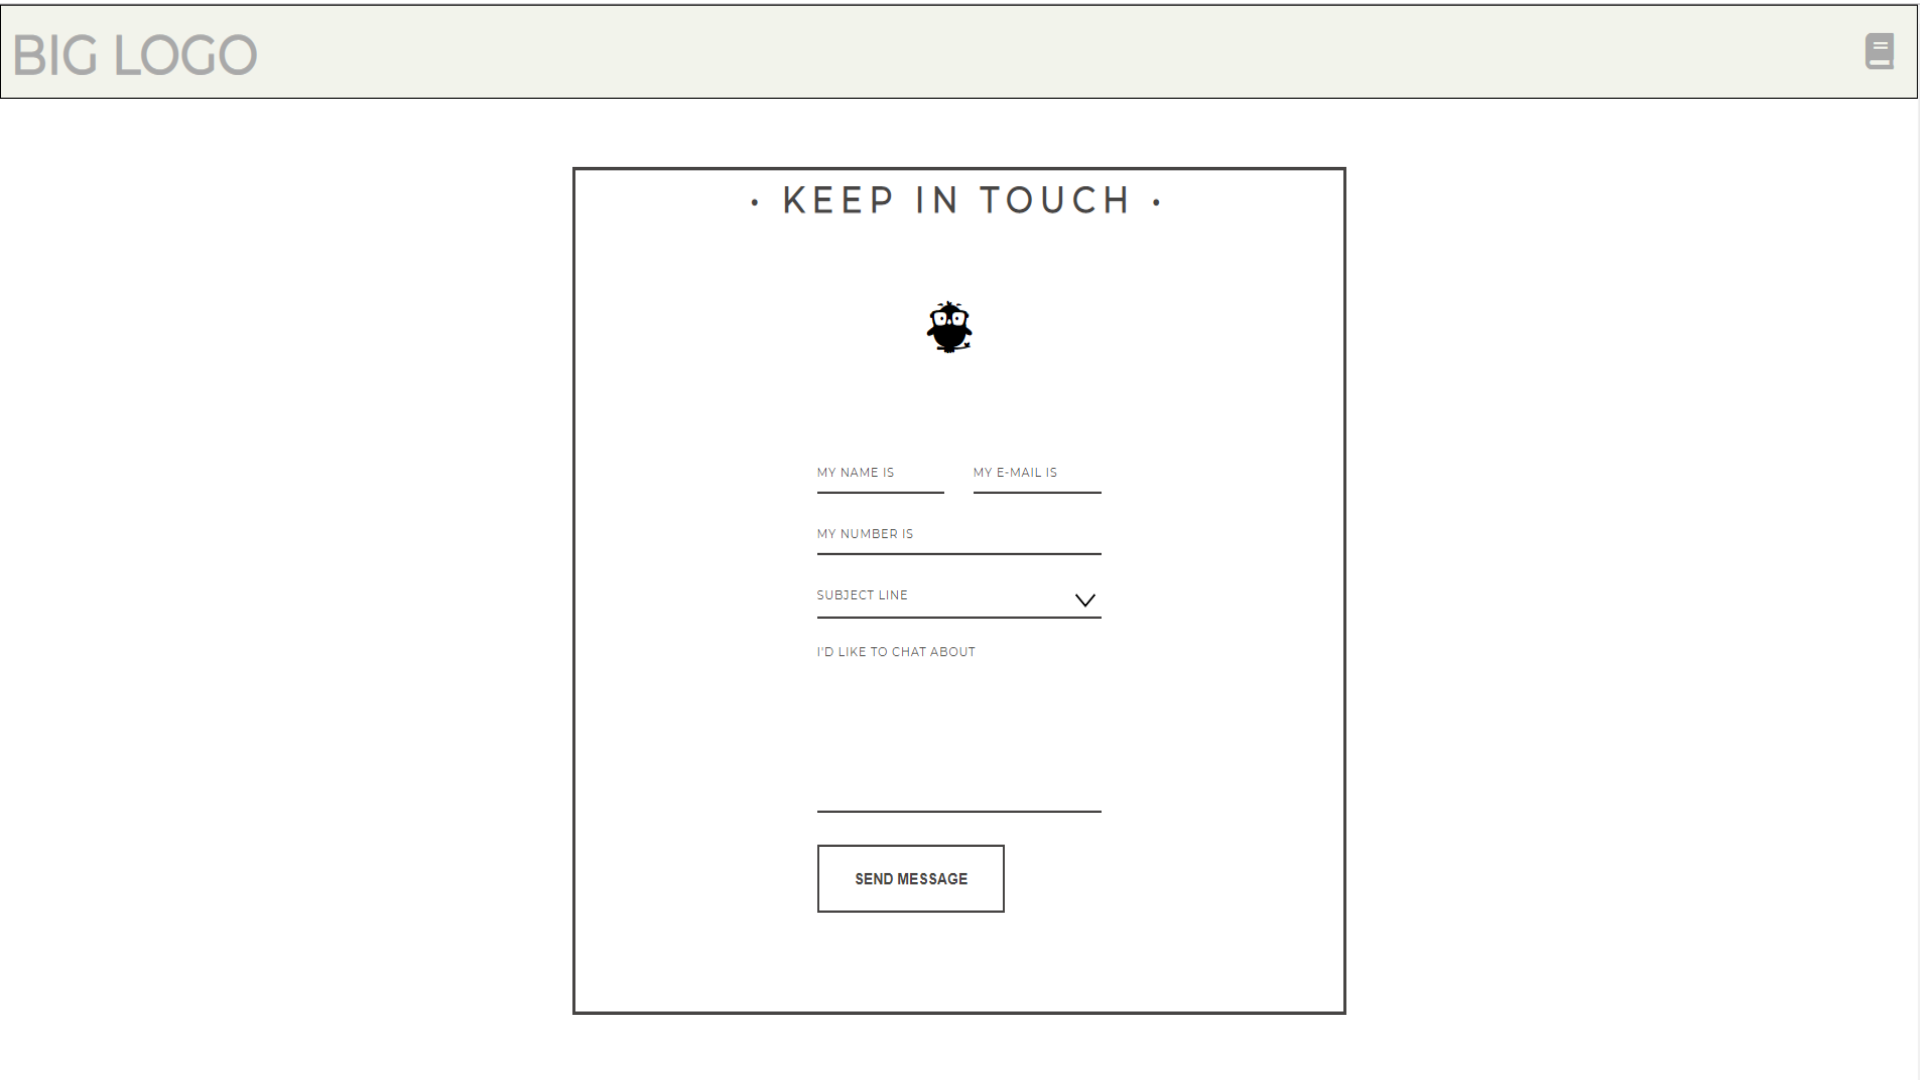 BIG LOGO
• KEEP IN TOUCH •
MY NAME IS
MY E-MAIL IS
MY NUMBER IS
SUBJECT LINE
I'D LIKE TO CHAT ABOUT
SEND MESSAGE